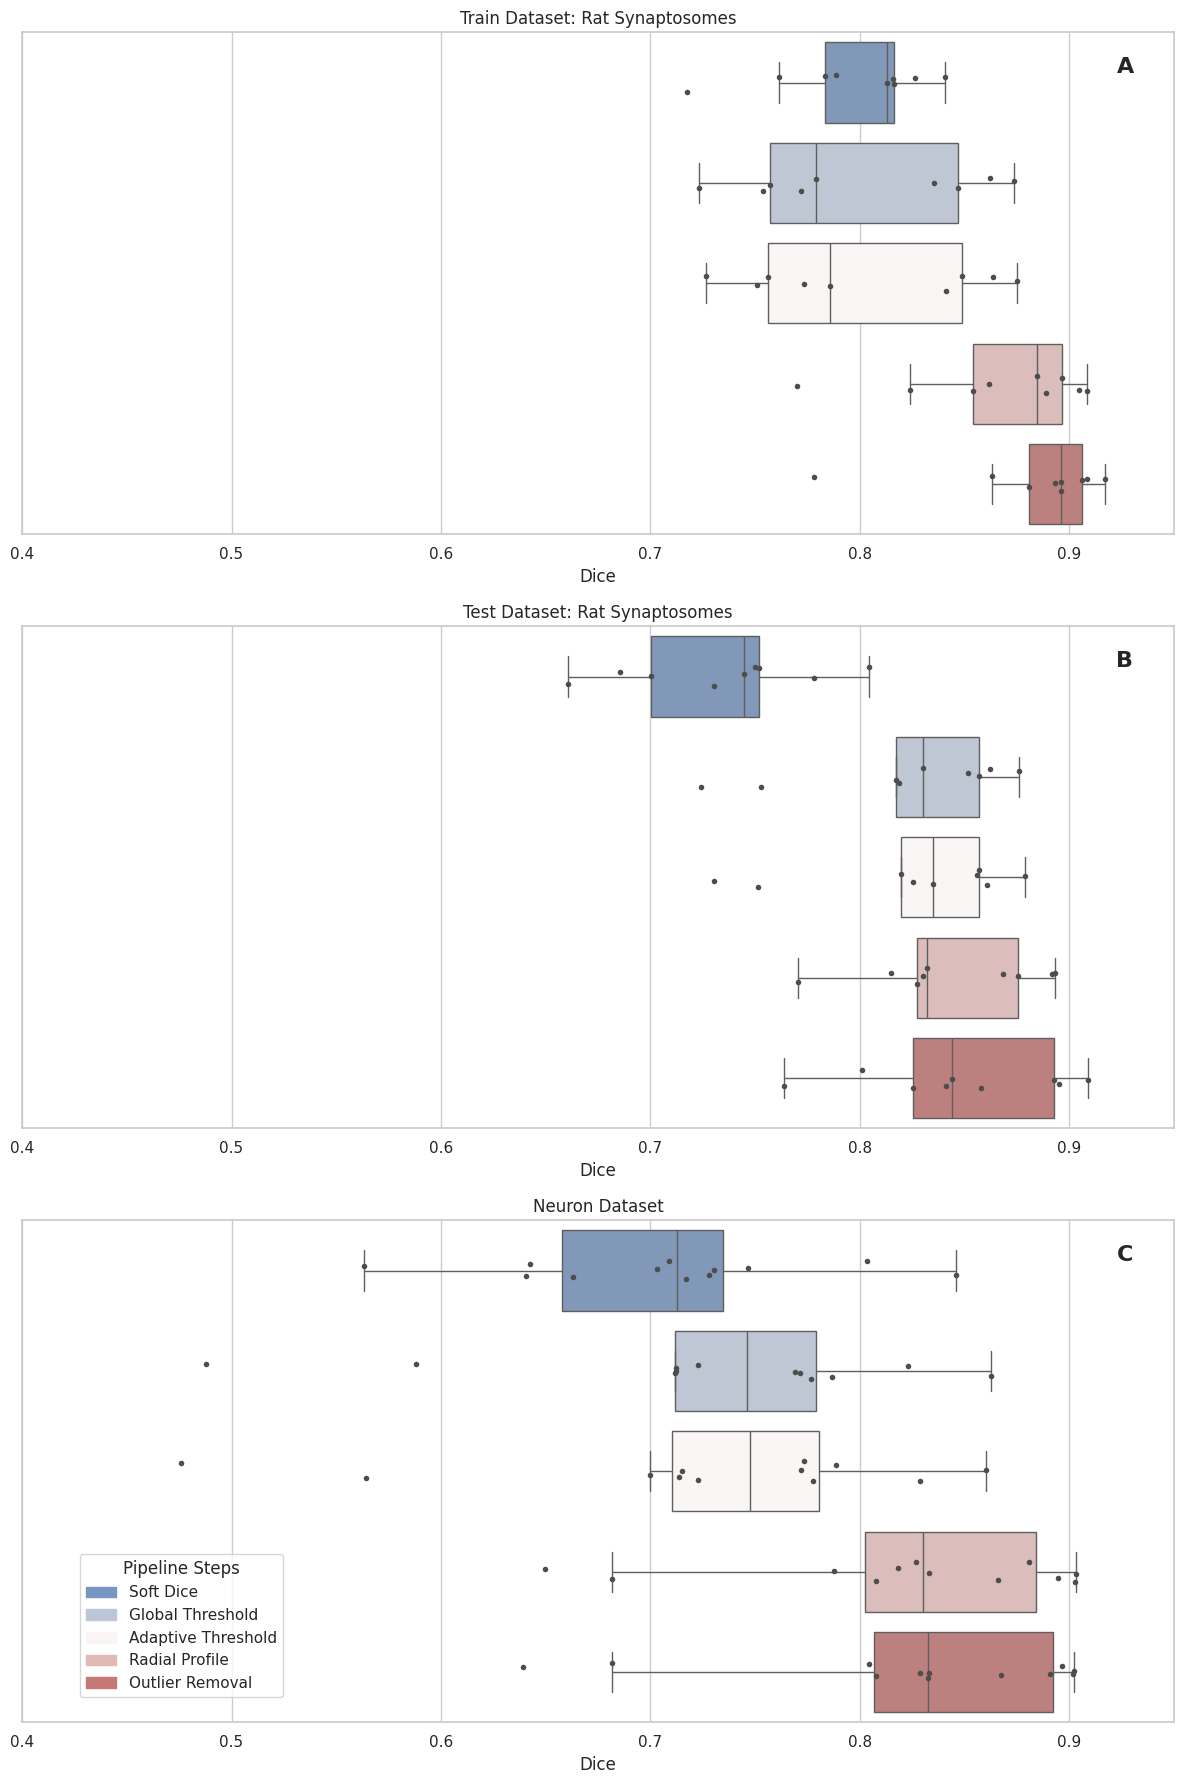 Train Dataset: Rat Synaptosomes
A
0.4 0.5 0.6 0.7 0.8 0.9
Dice
Test Dataset: Rat Synaptosomes
B
0.4 0.5 0.6 0.7 0.8 0.9
Dice
Neuron Dataset
C
Pipeline Steps
Soft Dice
Global Threshold
Adaptive Threshold
Radial Profile
Outlier Removal
0.4 0.5 0.6 0.7 0.8 0.9
Dice